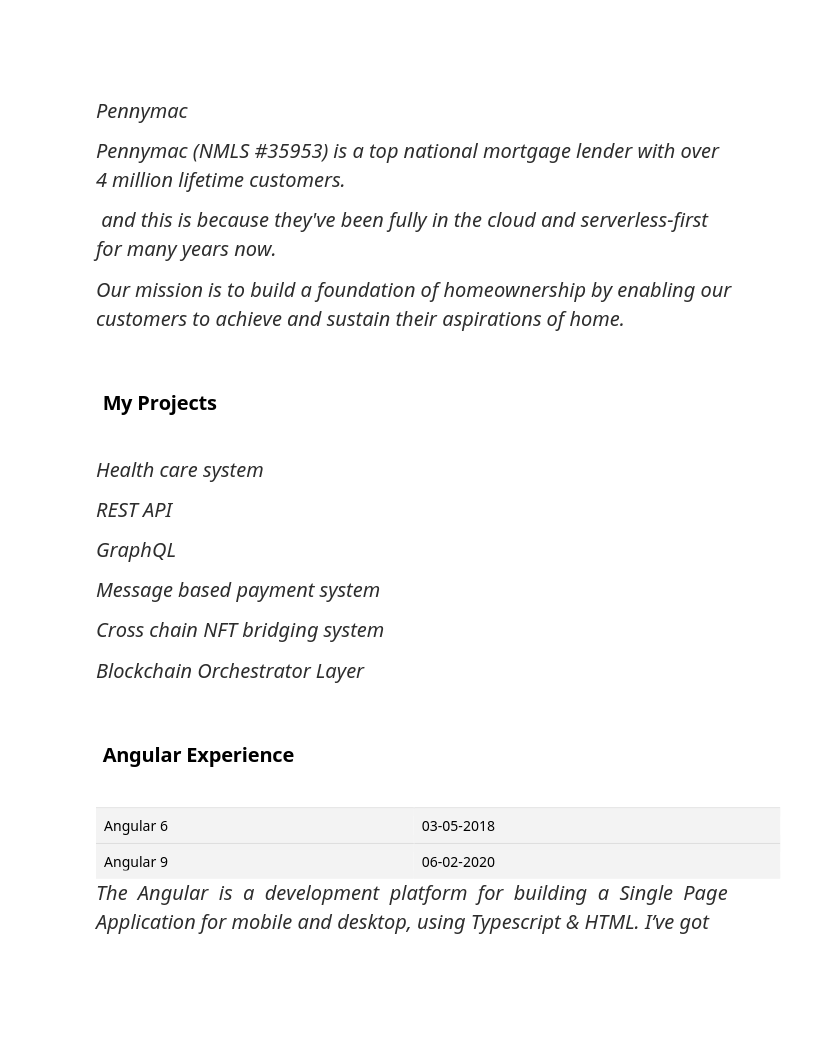 Pennymac
Pennymac (NMLS #35953) is a top national mortgage lender with over
4 million lifetime customers.
and this is because they've been fully in the cloud and serverless-first
for many years now.
Our mission is to build a foundation of homeownership by enabling our
customers to achieve and sustain their aspirations of home.
My Projects
Health care system
REST API
GraphQL
Message based payment system
Cross chain NFT bridging system
Blockchain Orchestrator Layer
Angular Experience
Angular 6 03-05-2018
Angular 9 06-02-2020
The Angular is a development platform for building a Single Page
Application for mobile and desktop, using Typescript & HTML. I’ve got